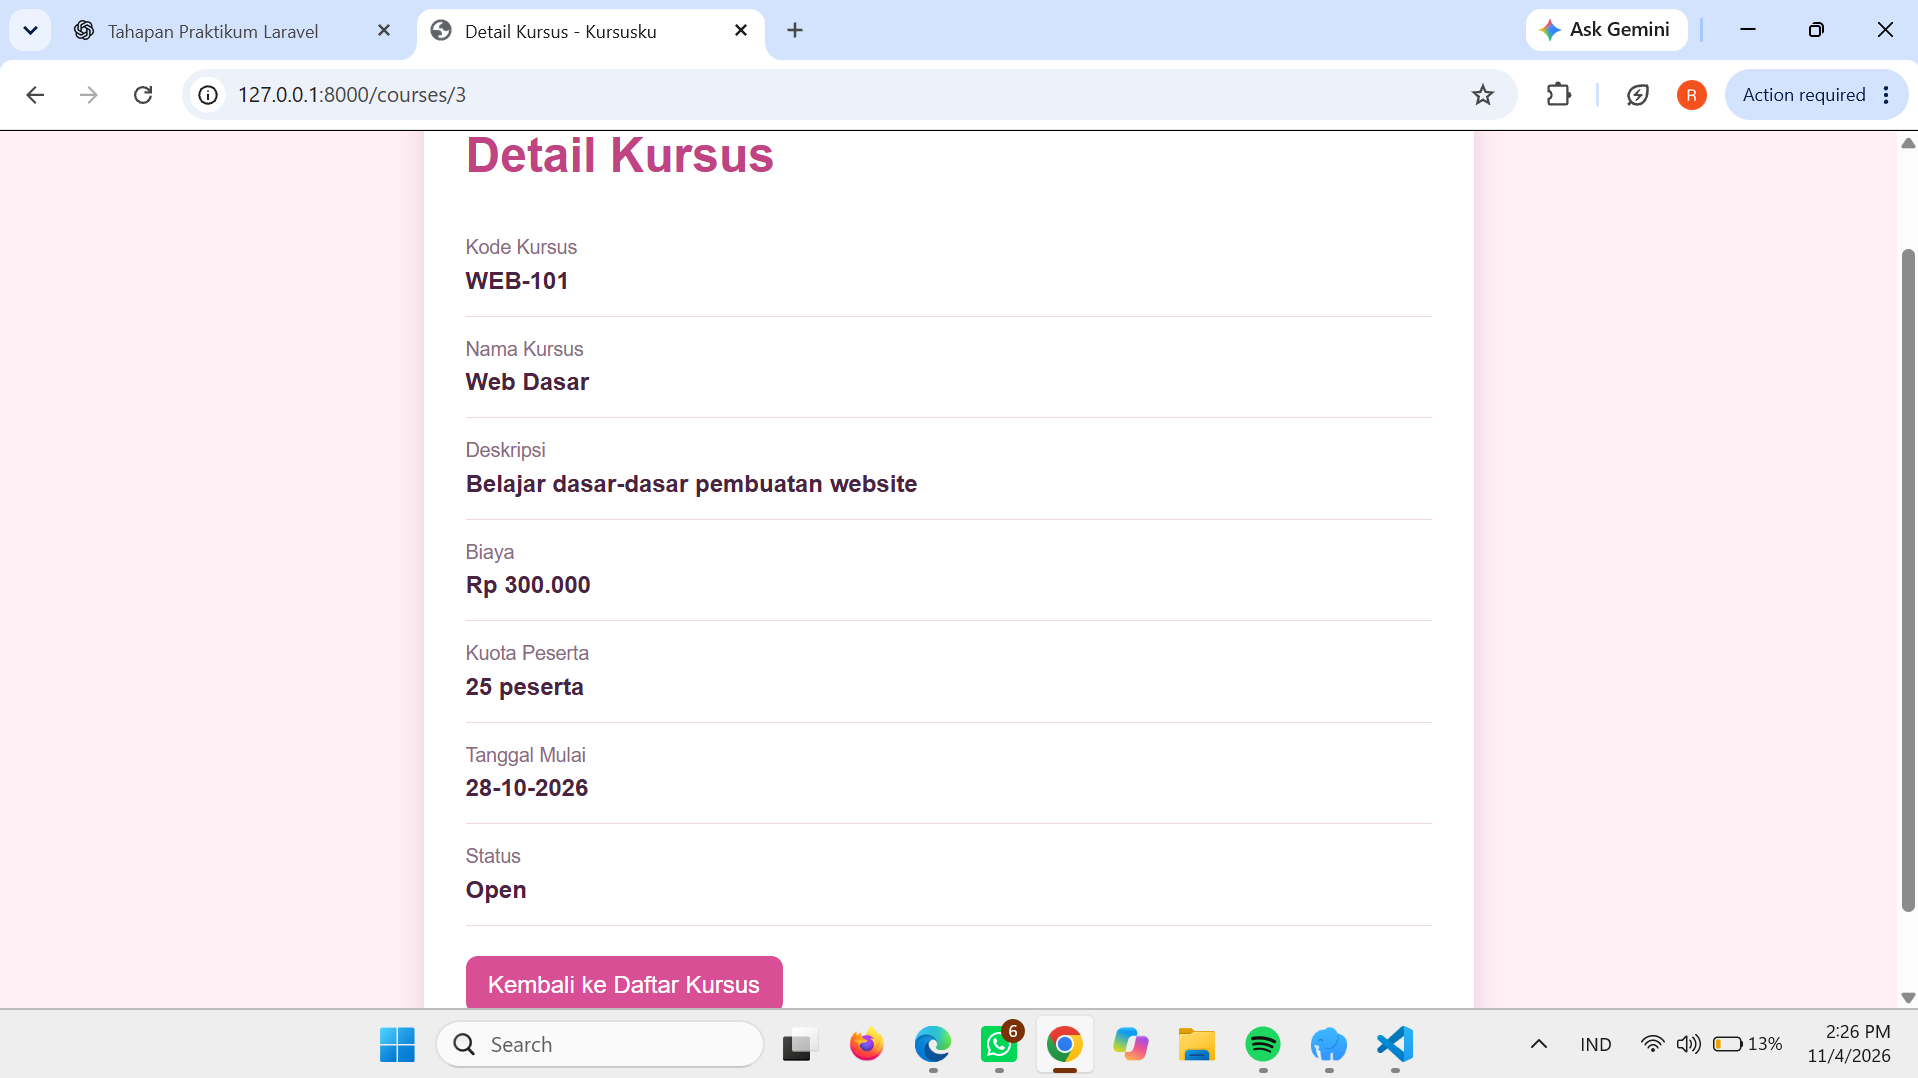 Tahapan Praktikum Laravel
Detail Kursus - Kursusku
Ask Gemini
127.0.0.1:8000/courses/3
R
Action required
Detail Kursus
Kode Kursus
WEB-101
Nama Kursus
Web Dasar
Deskripsi
Belajar dasar-dasar pembuatan website
Biaya
Rp 300.000
Kuota Peserta
25 peserta
Tanggal Mulai
28-10-2026
Status
Open
Kembali ke Daftar Kursus
Search
6
IND
13%
2:26 PM
11/4/2026